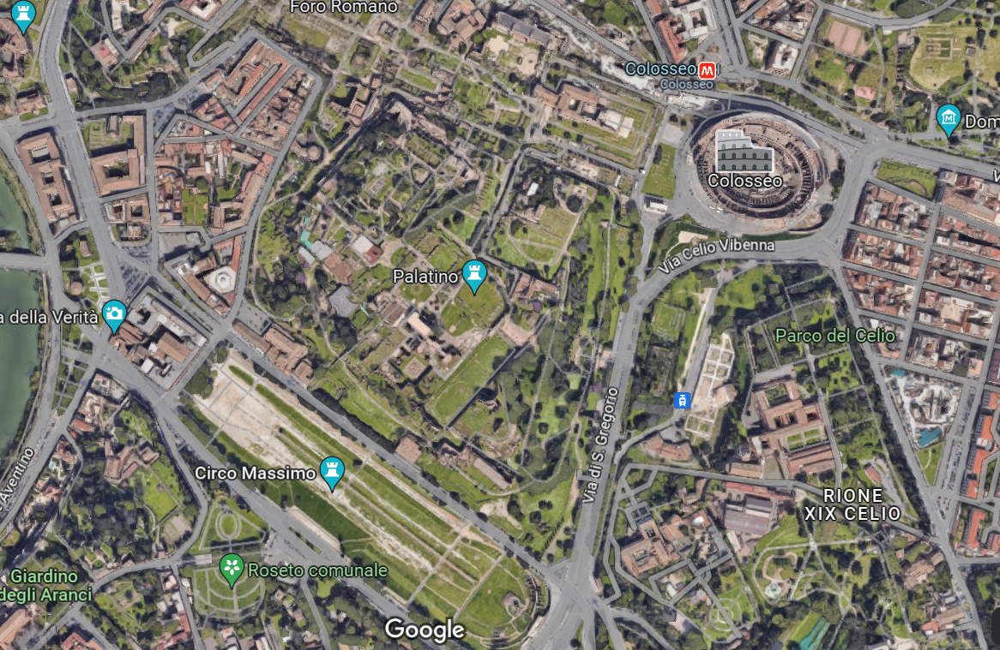 Foro Romano
Colosseo
M
Colosseo
Dom
Colosseo
Via Celio Vibenna
Palatino
a della Verità
Parco del Celio
Via di S. Gregorio
Circo Massimo
Aventino
RIONE
XIX CELIO
Giardino
degli Aranci
Roseto comunale
Google